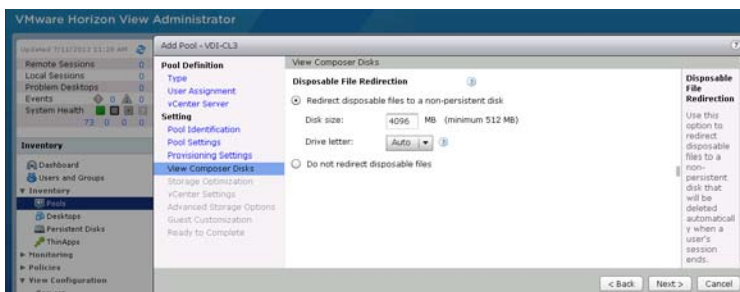 VMware Horizon View Administrator
Updated 7/11/2013 11:20 AM
Remote Sessions 0
Local Sessions 0
Problem Desktops 0
Events 0 0
System Health
73 0 0 0
Inventory
Dashboard
Users and Groups
Inventory
Pools
Desktops
Persistent Disks
ThinApps
Monitoring
Policies
View Configuration
Add Pool - VDI-CL3
Pool Definition
Type
User Assignment
vCenter Server
Setting
Pool Identification
Pool Settings
Provisioning Settings
View Composer Disks
Storage Optimization
vCenter Settings
Advanced Storage Options
Guest Customization
Ready to Complete
View Composer Disks
Disposable File Redirection
Redirect disposable files to a non-persistent disk
Disk size: 4096 MB (minimum 512 MB)
Drive letter: Auto
Do not redirect disposable files
Disposable
File
Redirection
Use this
option to
redirect
disposable
files to a
non-
persistent
disk that
will be
deleted
automaticall
y when a
user's
session
ends.
< Back
Next >
Cancel